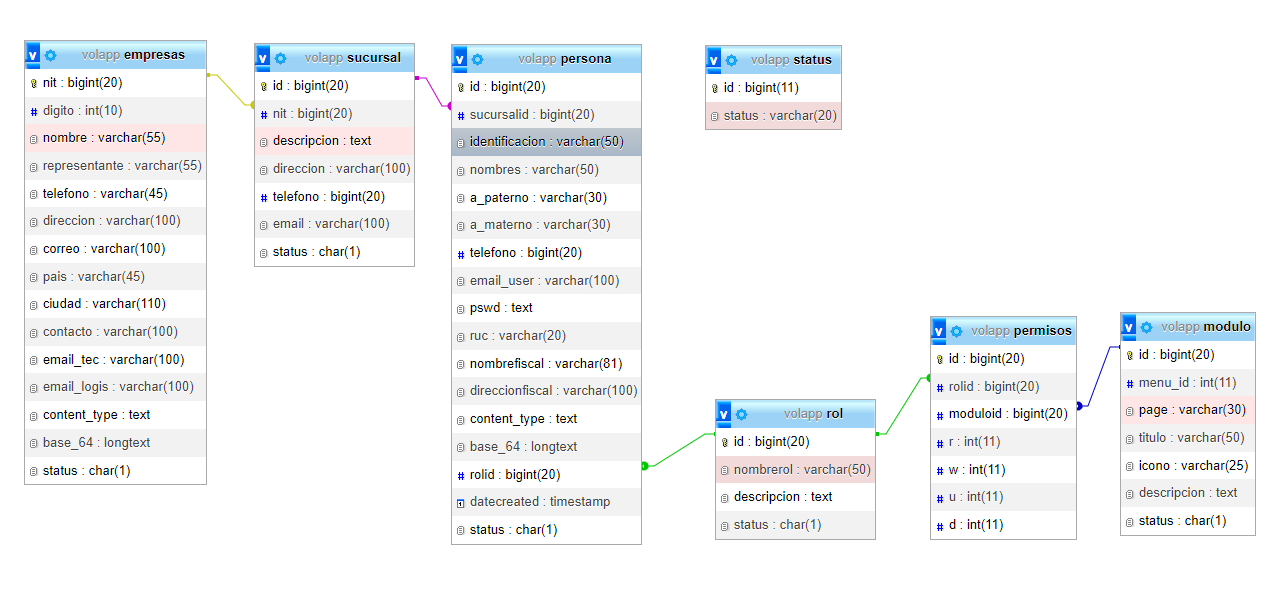 volapp empresas
nit : bigint(20)
digito : int(10)
nombre : varchar(55)
representante : varchar(55)
telefono : varchar(45)
direccion : varchar(100)
correo : varchar(100)
pais : varchar(45)
ciudad : varchar(110)
contacto : varchar(100)
email_tec : varchar(100)
email_logis : varchar(100)
content_type : text
base_64 : longtext
status : char(1)
volapp sucursal
id : bigint(20)
nit : bigint(20)
descripcion : text
direccion : varchar(100)
telefono : bigint(20)
email : varchar(100)
status : char(1)
volapp persona
id : bigint(20)
sucursalid : bigint(20)
identificacion : varchar(50)
nombres : varchar(50)
a_paterno : varchar(30)
a_materno : varchar(30)
telefono : bigint(20)
email_user : varchar(100)
pswd : text
ruc : varchar(20)
nombrefiscal : varchar(81)
direccionfiscal : varchar(100)
content_type : text
base_64 : longtext
rolid : bigint(20)
datecreated : timestamp
status : char(1)
volapp status
id : bigint(11)
status : varchar(20)
volapp rol
id : bigint(20)
nombrerol : varchar(50)
descripcion : text
status : char(1)
volapp permisos
id : bigint(20)
rolid : bigint(20)
moduloid : bigint(20)
r : int(11)
w : int(11)
u : int(11)
d : int(11)
volapp modulo
id : bigint(20)
menu_id : int(11)
page : varchar(30)
titulo : varchar(50)
icono : varchar(25)
descripcion : text
status : char(1)